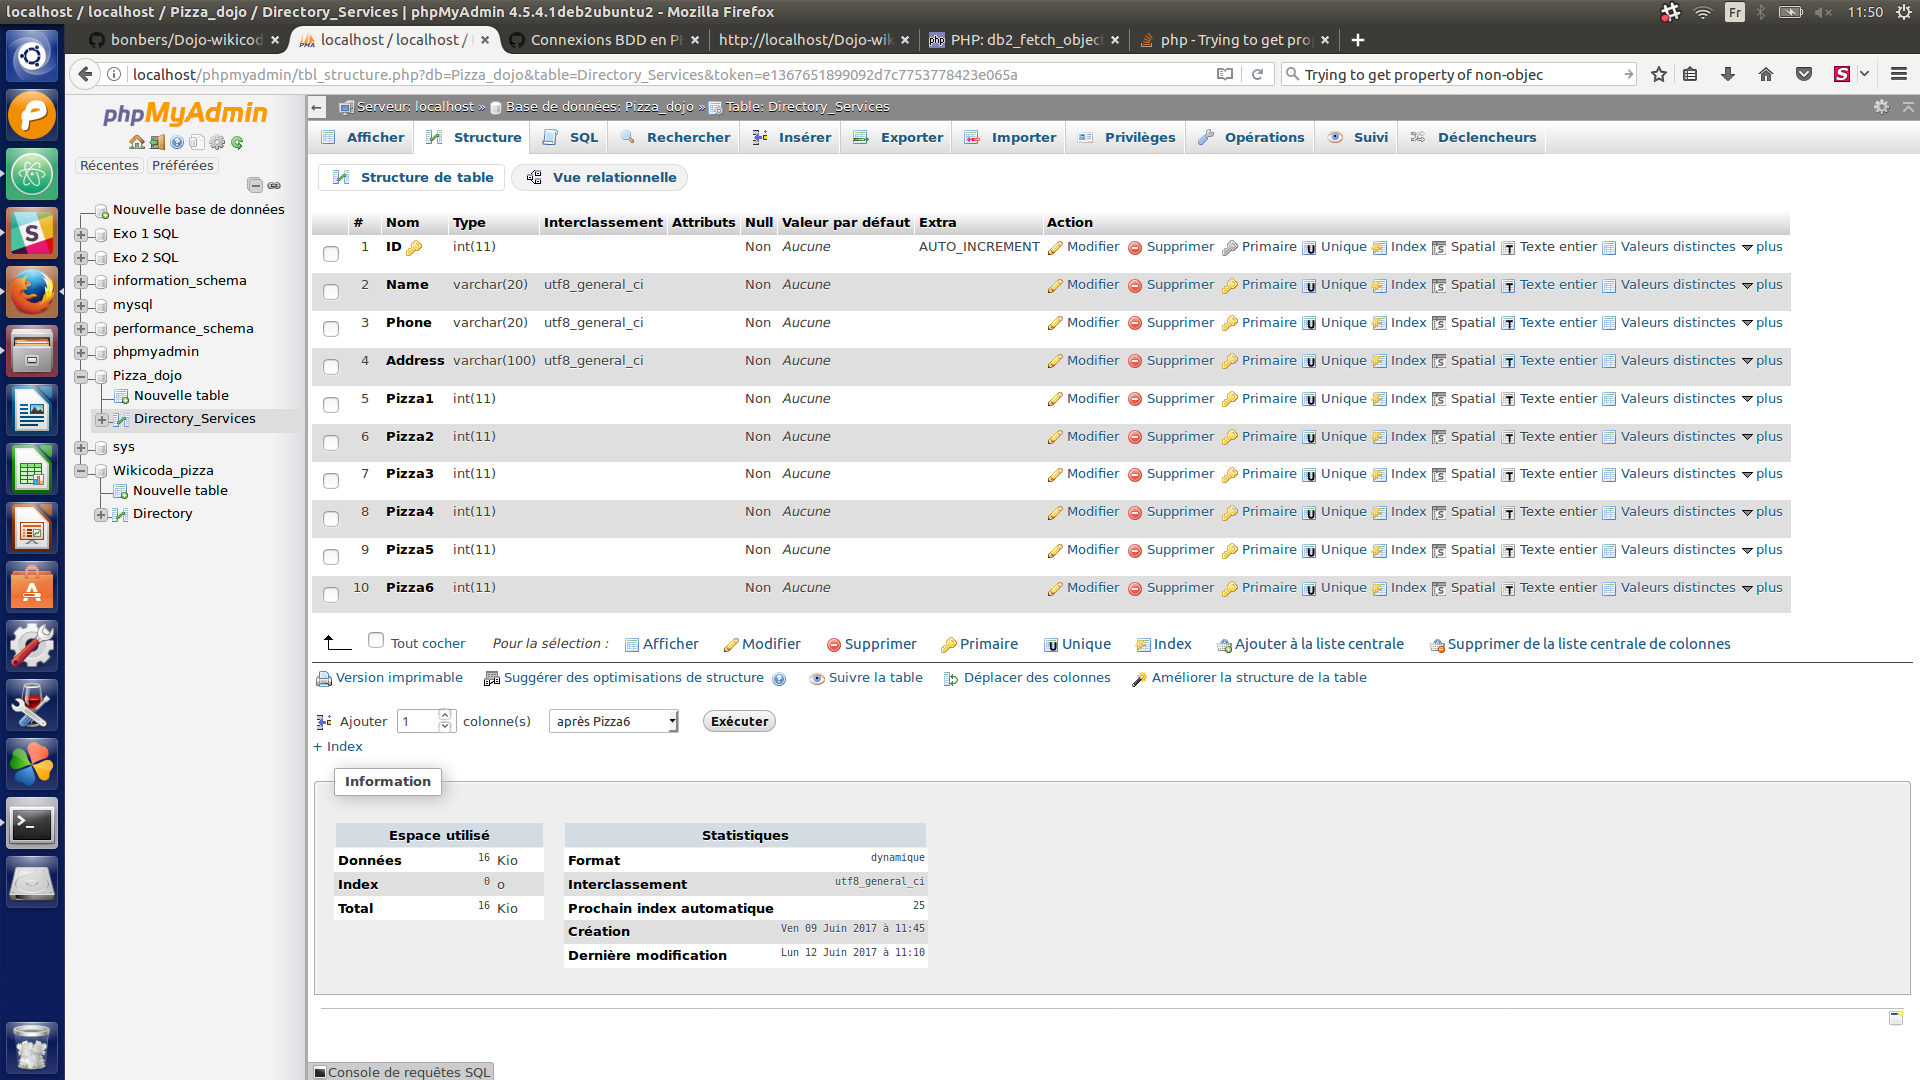 localhost / localhost / Pizza_dojo / Directory_Services | phpMyAdmin 4.5.4.1deb2ubuntu2 - Mozilla Firefox
Fr
11:50
bonbers/Dojo-wikicod
localhost / localhost /
Connexions BDD en P
http://localhost/Dojo-wik
PHP: db2_fetch_object
php - Trying to get pro
localhost/phpmyadmin/tbl_structure.php?db=Pizza_dojo&table=Directory_Services&token=e1367651899092d7c7753778423e065a
Trying to get property of non-objec
phpMyAdmin
Récentes Préférées
Nouvelle base de données
Exo 1 SQL
Exo 2 SQL
information_schema
mysql
performance_schema
phpmyadmin
Pizza_dojo
Nouvelle table
Directory_Services
sys
Wikicoda_pizza
Nouvelle table
Directory
Serveur: localhost » Base de données: Pizza_dojo » Table: Directory_Services
Afficher Structure SQL Rechercher Insérer Exporter Importer Privilèges Opérations Suivi Déclencheurs
Structure de table Vue relationnelle
# Nom Type Interclassement Attributs Null Valeur par défaut Extra Action
1 ID int(11) Non Aucune AUTO_INCREMENT Modifier Supprimer Primaire Unique Index Spatial Texte entier Valeurs distinctes plus
2 Name varchar(20) utf8_general_ci Non Aucune Modifier Supprimer Primaire Unique Index Spatial Texte entier Valeurs distinctes plus
3 Phone varchar(20) utf8_general_ci Non Aucune Modifier Supprimer Primaire Unique Index Spatial Texte entier Valeurs distinctes plus
4 Address varchar(100) utf8_general_ci Non Aucune Modifier Supprimer Primaire Unique Index Spatial Texte entier Valeurs distinctes plus
5 Pizza1 int(11) Non Aucune Modifier Supprimer Primaire Unique Index Spatial Texte entier Valeurs distinctes plus
6 Pizza2 int(11) Non Aucune Modifier Supprimer Primaire Unique Index Spatial Texte entier Valeurs distinctes plus
7 Pizza3 int(11) Non Aucune Modifier Supprimer Primaire Unique Index Spatial Texte entier Valeurs distinctes plus
8 Pizza4 int(11) Non Aucune Modifier Supprimer Primaire Unique Index Spatial Texte entier Valeurs distinctes plus
9 Pizza5 int(11) Non Aucune Modifier Supprimer Primaire Unique Index Spatial Texte entier Valeurs distinctes plus
10 Pizza6 int(11) Non Aucune Modifier Supprimer Primaire Unique Index Spatial Texte entier Valeurs distinctes plus
Tout cocher Pour la sélection : Afficher Modifier Supprimer Primaire Unique Index Ajouter à la liste centrale Supprimer de la liste centrale de colonnes
Version imprimable Suggérer des optimisations de structure Suivre la table Déplacer des colonnes Améliorer la structure de la table
Ajouter 1 colonne(s) après Pizza6 Exécuter
+ Index
Information
Espace utilisé
Données 16 Kio
Index 0 o
Total 16 Kio
Statistiques
Format dynamique
Interclassement utf8_general_ci
Prochain index automatique 25
Création Ven 09 Juin 2017 à 11:45
Dernière modification Lun 12 Juin 2017 à 11:10
Console de requêtes SQL